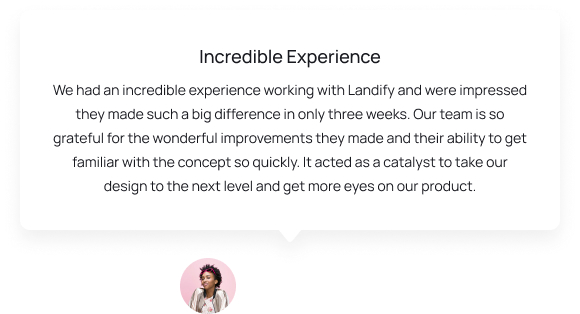 Incredible Experience
We had an incredible experience working with Landify and were impressed
they made such a big difference in only three weeks. Our team is so
grateful for the wonderful improvements they made and their ability to get
familiar with the concept so quickly. It acted as a catalyst to take our
design to the next level and get more eyes on our product.